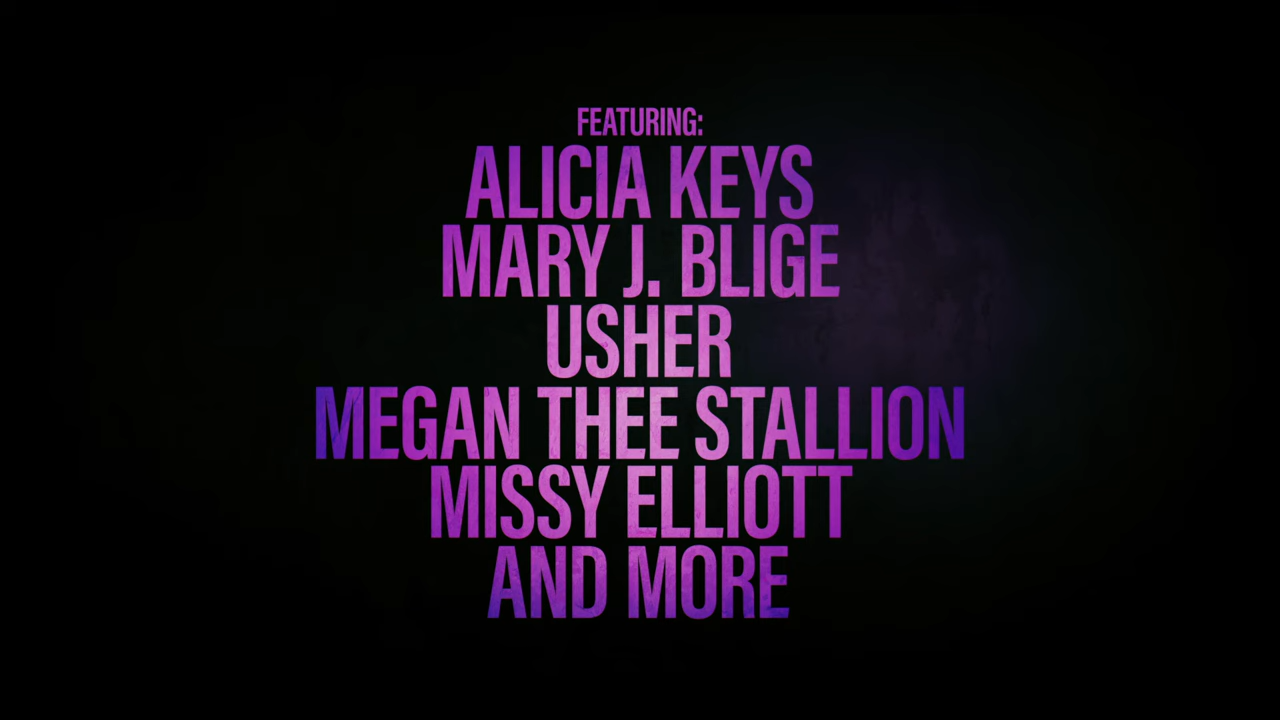 FEATURING:
ALICIA KEYS
MARY J. BLIGE
USHER
MEGAN THEE STALLION
MISSY ELLIOTT
AND MORE